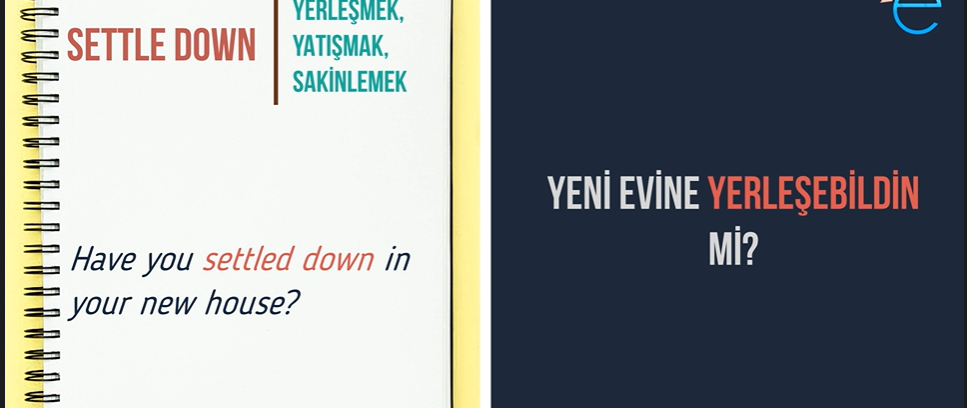 SETTLE DOWN
YERLEŞMEK,
YATIŞMAK,
SAKİNLEMEK
Have you settled down in
your new house?
YENİ EVİNE YERLEŞEBİLDİN
Mİ?